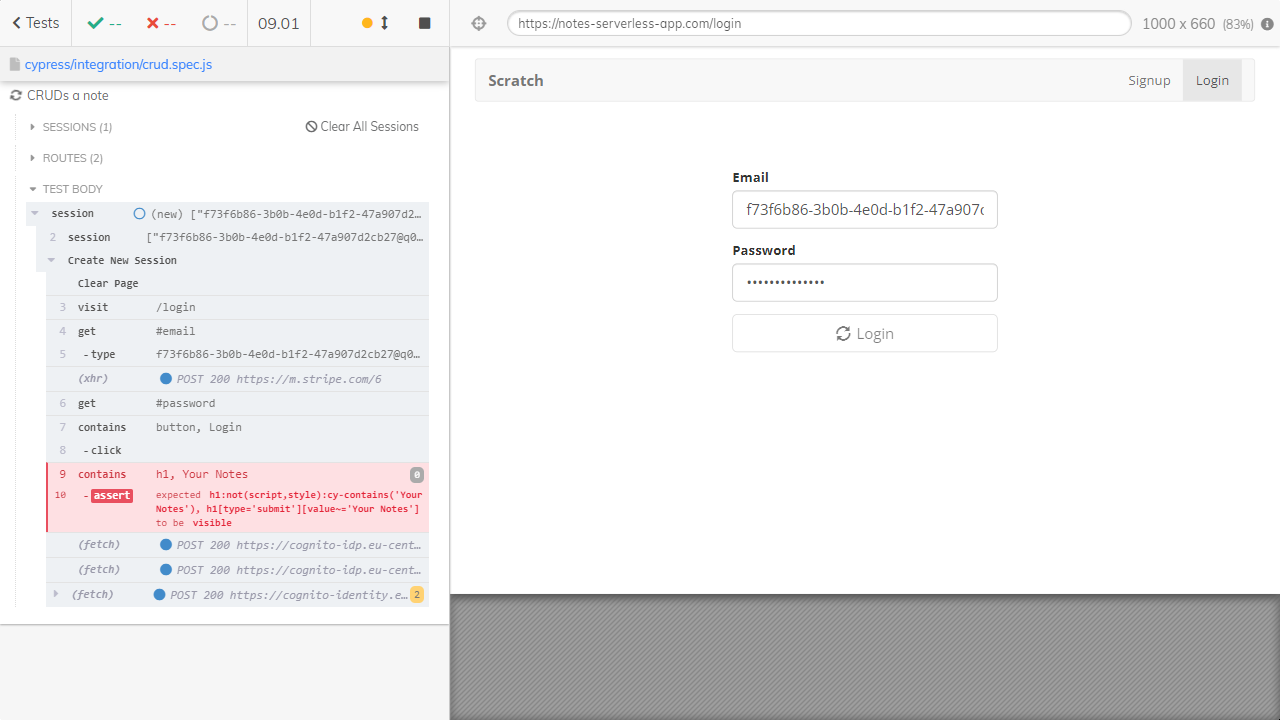 Tests -- -- -- 09.01
https://notes-serverless-app.com/login 1000 x 660 (83%)
cypress/integration/crud.spec.js
CRUDs a note
SESSIONS (1) Clear All Sessions
ROUTES (2)
TEST BODY
session (new) ["f73f6b86-3b0b-4e0d-b1f2-47a907d2…
2 session ["f73f6b86-3b0b-4e0d-b1f2-47a907d2cb27@q0…
Create New Session
Clear Page
3 visit /login
4 get #email
5 -type f73f6b86-3b0b-4e0d-b1f2-47a907d2cb27@q0…
(xhr) POST 200 https://m.stripe.com/6
6 get #password
7 contains button, Login
8 -click
9 contains h1, Your Notes 0
10 -assert expected h1:not(script,style):cy-contains('Your
Notes'), h1[type='submit'][value~='Your Notes']
to be visible
(fetch) POST 200 https://cognito-idp.eu-cent…
(fetch) POST 200 https://cognito-idp.eu-cent…
(fetch) POST 200 https://cognito-identity.e… 2
Scratch Signup Login
Email
f73f6b86-3b0b-4e0d-b1f2-47a907c
Password
••••••••••••••
Login